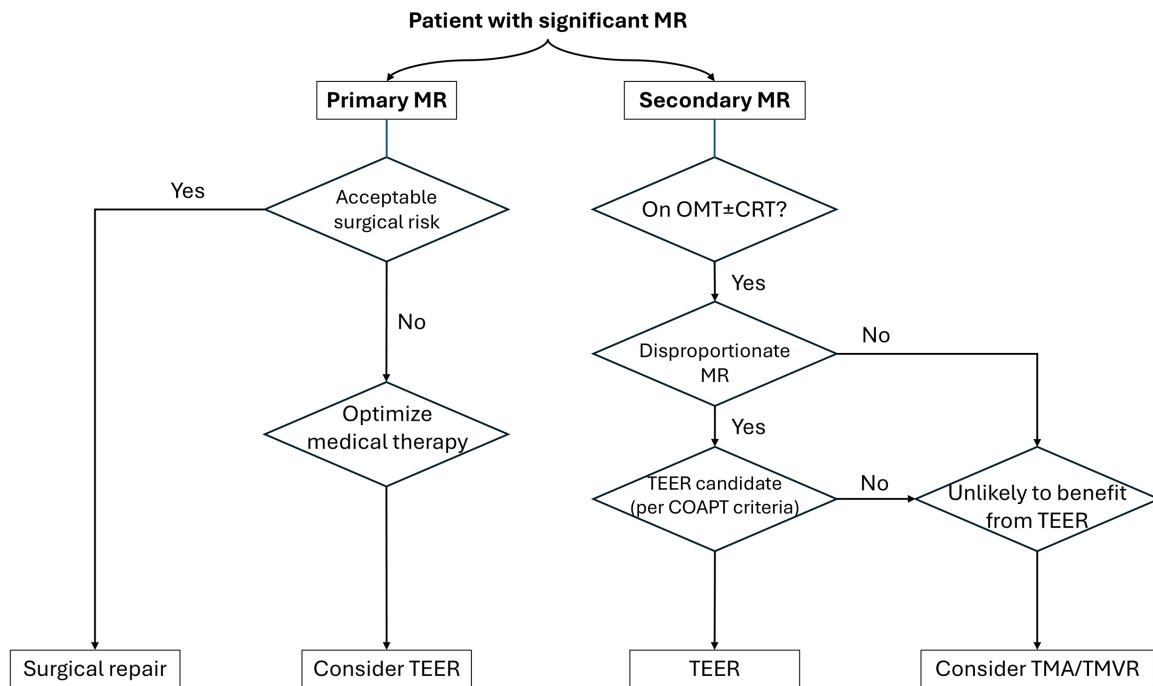 Patient with significant MR
Primary MR
Secondary MR
Yes
Acceptable
surgical risk
On OMT±CRT?
Yes
No
Disproportionate
MR
No
Optimize
medical therapy
Yes
TEER candidate
(per COAPT criteria)
No
Unlikely to benefit
from TEER
Surgical repair
Consider TEER
TEER
Consider TMA/TMVR